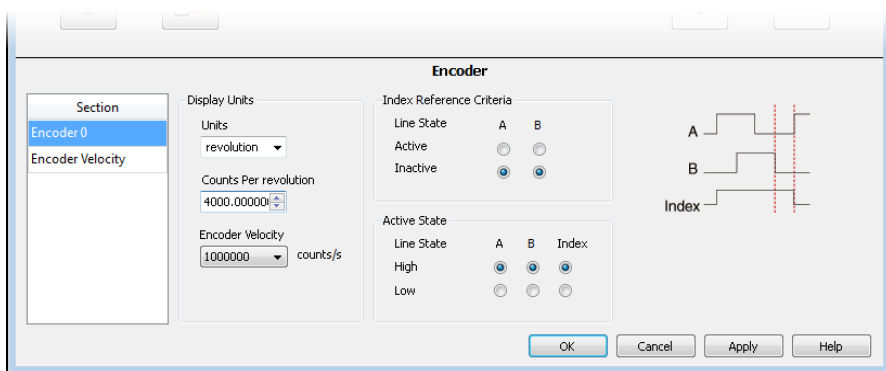 Encoder
Section
Encoder 0
Encoder Velocity
Display Units
Units
revolution
Counts Per revolution
4000.00000
Encoder Velocity
1000000 counts/s
Index Reference Criteria
Line State A B
Active
Inactive
Active State
Line State A B Index
High
Low
A
B
Index
OK Cancel Apply Help